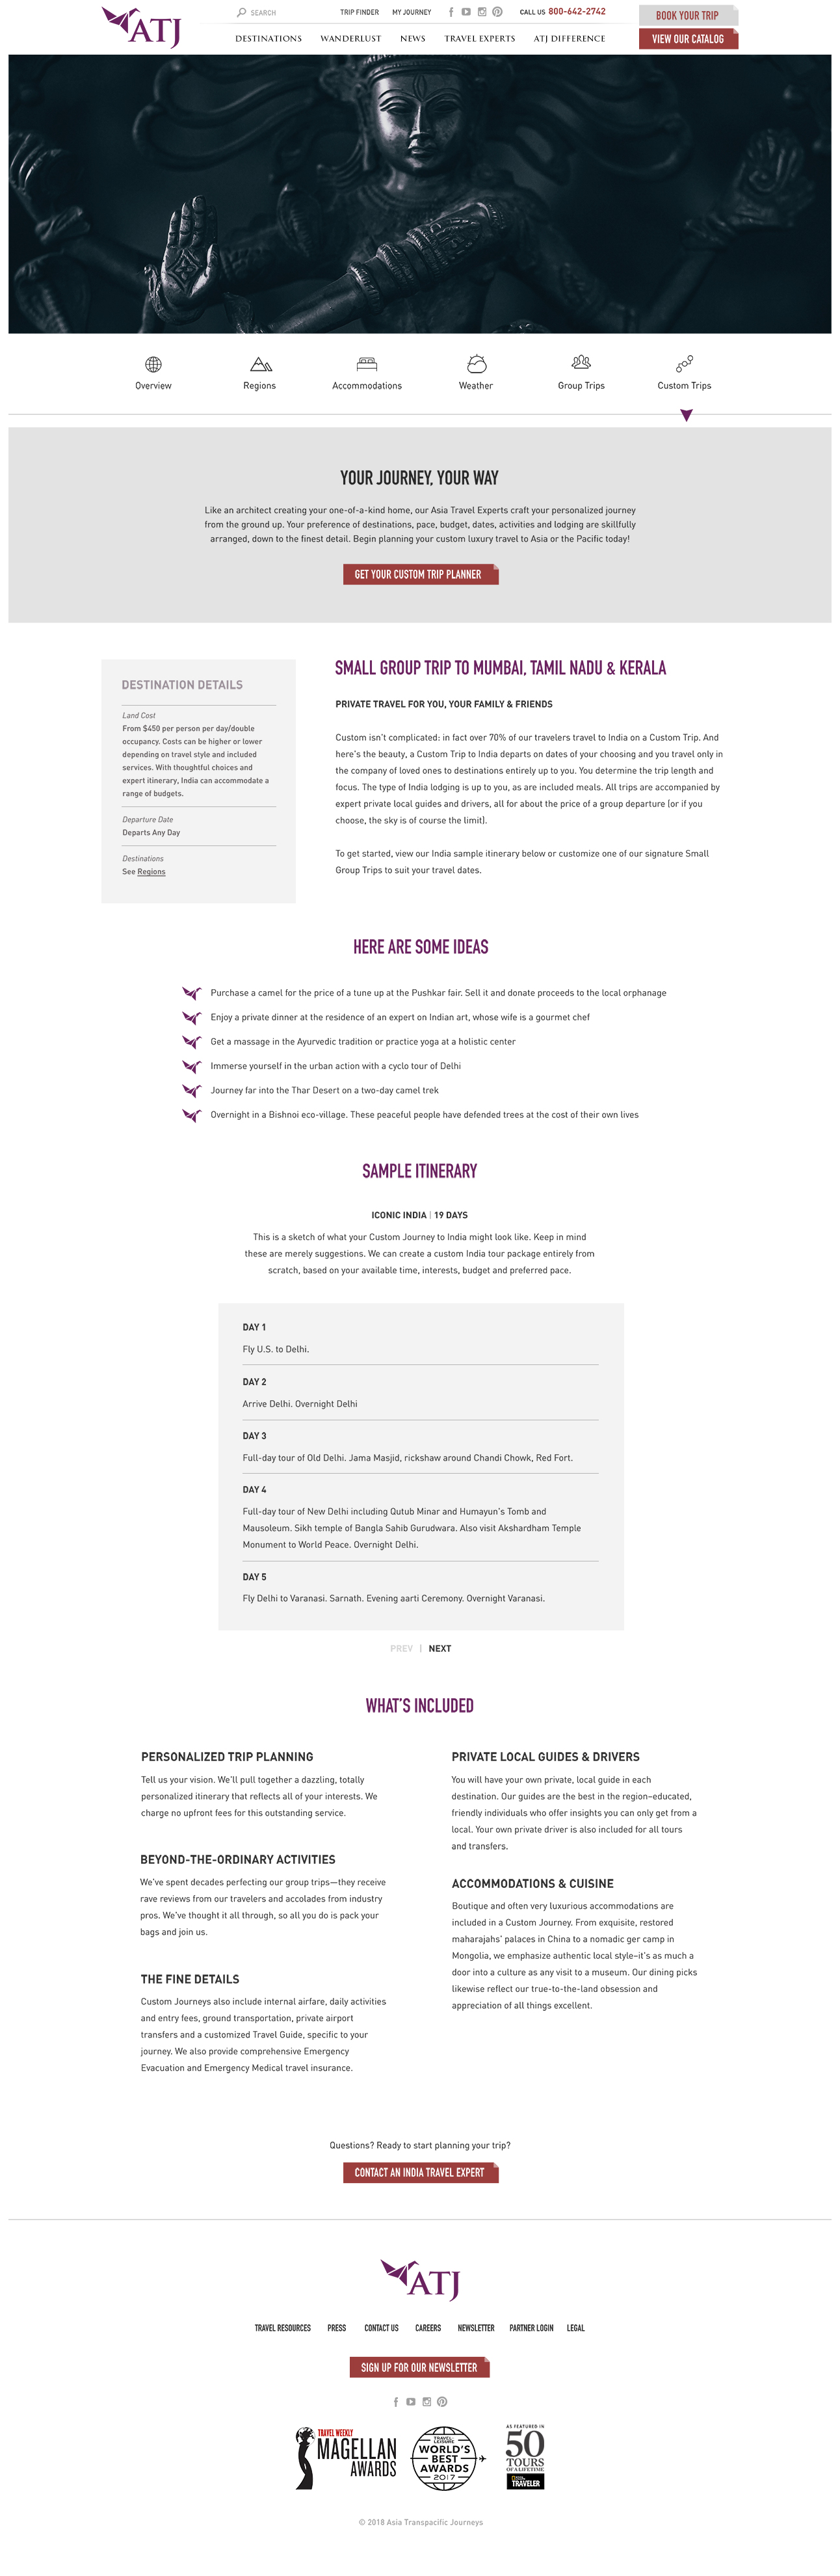 ATJ
SEARCH
TRIP FINDER
MY JOURNEY
CALL US 800-642-2742
BOOK YOUR TRIP
VIEW OUR CATALOG
DESTINATIONS
WANDERLUST
NEWS
TRAVEL EXPERTS
ATJ DIFFERENCE
Overview
Regions
Accommodations
Weather
Group Trips
Custom Trips
YOUR JOURNEY, YOUR WAY
Like an architect creating your one-of-a-kind home, our Asia Travel Experts craft your personalized journey
from the ground up. Your preference of destinations, pace, budget, dates, activities and lodging are skillfully
arranged, down to the finest detail. Begin planning your custom luxury travel to Asia or the Pacific today!
GET YOUR CUSTOM TRIP PLANNER
DESTINATION DETAILS
Land Cost
From $450 per person per day/double
occupancy. Costs can be higher or lower
depending on travel style and included
services. With thoughtful choices and
expert itinerary, India can accommodate a
range of budgets.
Departure Date
Departs Any Day
Destinations
See Regions
SMALL GROUP TRIP TO MUMBAI, TAMIL NADU & KERALA
PRIVATE TRAVEL FOR YOU, YOUR FAMILY & FRIENDS
Custom isn't complicated: in fact over 70% of our travelers travel to India on a Custom Trip. And
here's the beauty, a Custom Trip to India departs on dates of your choosing and you travel only in
the company of loved ones to destinations entirely up to you. You determine the trip length and
focus. The type of India lodging is up to you, as are included meals. All trips are accompanied by
expert private local guides and drivers, all for about the price of a group departure (or if you
choose, the sky is of course the limit).
To get started, view our India sample itinerary below or customize one of our signature Small
Group Trips to suit your travel dates.
HERE ARE SOME IDEAS
Purchase a camel for the price of a tune up at the Pushkar fair. Sell it and donate proceeds to the local orphanage
Enjoy a private dinner at the residence of an expert on Indian art, whose wife is a gourmet chef
Get a massage in the Ayurvedic tradition or practice yoga at a holistic center
Immerse yourself in the urban action with a cyclo tour of Delhi
Journey far into the Thar Desert on a two-day camel trek
Overnight in a Bishnoi eco-village. These peaceful people have defended trees at the cost of their own lives
SAMPLE ITINERARY
ICONIC INDIA | 19 DAYS
This is a sketch of what your Custom Journey to India might look like. Keep in mind
these are merely suggestions. We can create a custom India tour package entirely from
scratch, based on your available time, interests, budget and preferred pace.
DAY 1
Fly U.S. to Delhi.
DAY 2
Arrive Delhi. Overnight Delhi
DAY 3
Full-day tour of Old Delhi. Jama Masjid, rickshaw around Chandi Chowk, Red Fort.
DAY 4
Full-day tour of New Delhi including Qutub Minar and Humayun's Tomb and
Mausoleum. Sikh temple of Bangla Sahib Gurudwara. Also visit Akshardham Temple
Monument to World Peace. Overnight Delhi.
DAY 5
Fly Delhi to Varanasi. Sarnath. Evening aarti Ceremony. Overnight Varanasi.
PREV | NEXT
WHAT'S INCLUDED
PERSONALIZED TRIP PLANNING
Tell us your vision. We'll pull together a dazzling, totally
personalized itinerary that reflects all of your interests. We
charge no upfront fees for this outstanding service.
BEYOND-THE-ORDINARY ACTIVITIES
We've spent decades perfecting our group trips—they receive
rave reviews from our travelers and accolades from industry
pros. We've thought it all through, so all you do is pack your
bags and join us.
THE FINE DETAILS
Custom Journeys also include internal airfare, daily activities
and entry fees, ground transportation, private airport
transfers and a customized Travel Guide, specific to your
journey. We also provide comprehensive Emergency
Evacuation and Emergency Medical travel insurance.
PRIVATE LOCAL GUIDES & DRIVERS
You will have your own private, local guide in each
destination. Our guides are the best in the region–educated,
friendly individuals who offer insights you can only get from a
local. Your own private driver is also included for all tours
and transfers.
ACCOMMODATIONS & CUISINE
Boutique and often very luxurious accommodations are
included in a Custom Journey. From exquisite, restored
maharajahs' palaces in China to a nomadic ger camp in
Mongolia, we emphasize authentic local style–it's as much a
door into a culture as any visit to a museum. Our dining picks
likewise reflect our true-to-the-land obsession and
appreciation of all things excellent.
Questions? Ready to start planning your trip?
CONTACT AN INDIA TRAVEL EXPERT
ATJ
TRAVEL RESOURCES
PRESS
CONTACT US
CAREERS
NEWSLETTER
PARTNER LOGIN
LEGAL
SIGN UP FOR OUR NEWSLETTER
TRAVEL WEEKLY
MAGELLAN
AWARDS
TRAVEL+
LEISURE
WORLD'S
BEST
AWARDS
2017
AS FEATURED IN
50
TOURS
OF A LIFETIME
TRAVELER
© 2018 Asia Transpacific Journeys